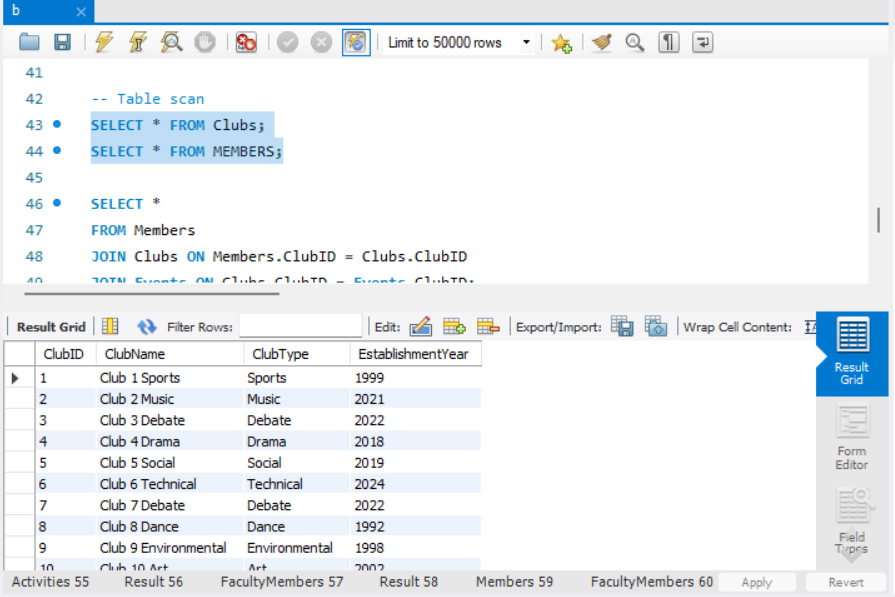 b
Limit to 50000 rows
41
42 -- Table scan
43 SELECT * FROM Clubs;
44 SELECT * FROM MEMBERS;
45
46 SELECT *
47 FROM Members
48 JOIN Clubs ON Members.ClubID = Clubs.ClubID
49 JOIN Events ON Clubs.ClubID = Events.ClubID;
Result Grid Filter Rows: Edit: Export/Import: Wrap Cell Content:
ClubID ClubName ClubType EstablishmentYear
1 Club 1 Sports Sports 1999
2 Club 2 Music Music 2021
3 Club 3 Debate Debate 2022
4 Club 4 Drama Drama 2018
5 Club 5 Social Social 2019
6 Club 6 Technical Technical 2024
7 Club 7 Debate Debate 2022
8 Club 8 Dance Dance 1992
9 Club 9 Environmental Environmental 1998
10 Club 10 Art Art 2002
Result
Grid
Form
Editor
Field
Types
Activities 55 Result 56 FacultyMembers 57 Result 58 Members 59 FacultyMembers 60 Apply Revert